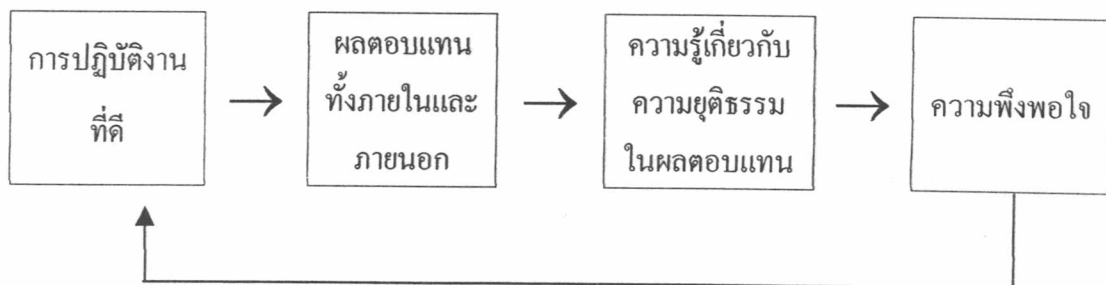 การปฏิบัติงาน
ที่ดี
ผลตอบแทน
ทั้งภายในและ
ภายนอก
ความรู้เกี่ยวกับ
ความยุติธรรม
ในผลตอบแทน
ความพึงพอใจ